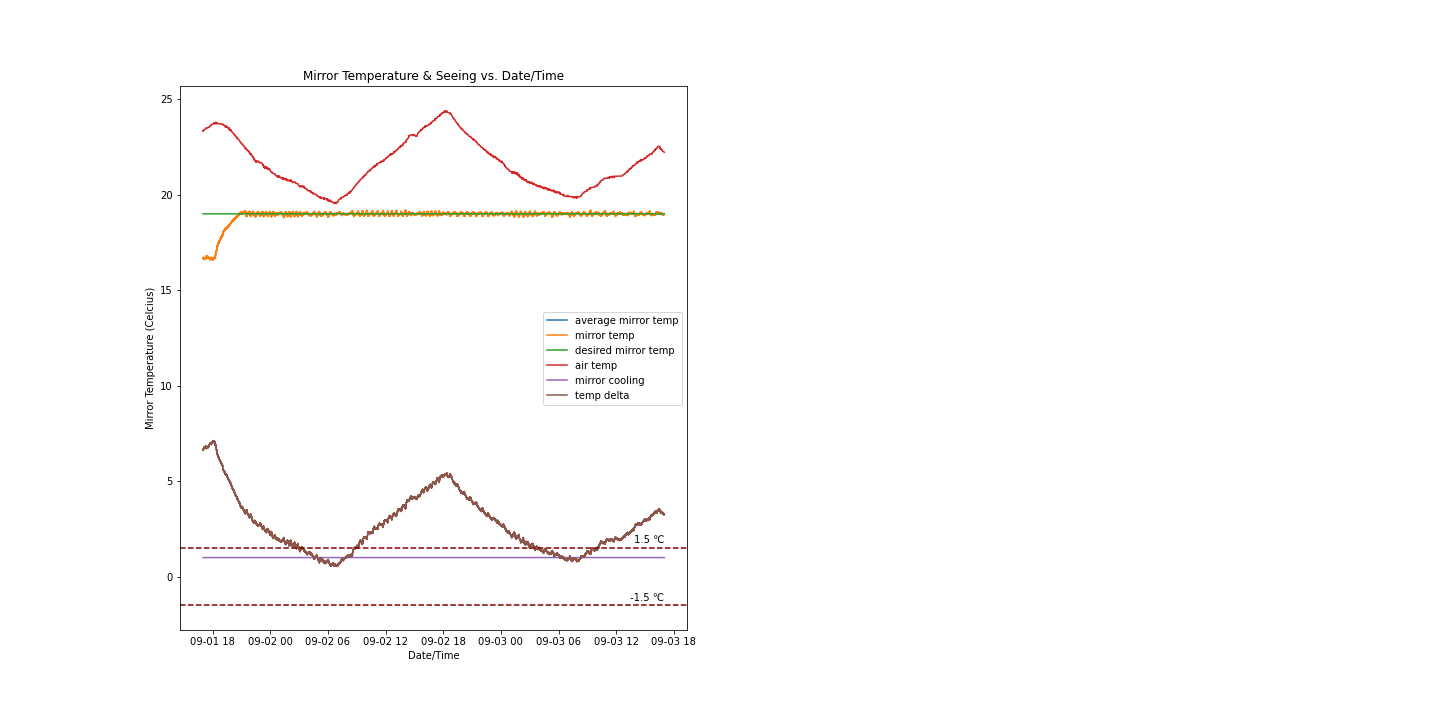 Mirror Temperature & Seeing vs. Date/Time
25
20
15
10
5
0
Mirror Temperature (Celcius)
average mirror temp
mirror temp
desired mirror temp
air temp
mirror cooling
temp delta
1.5 ℃
-1.5 ℃
09-01 18 09-02 00 09-02 06 09-02 12 09-02 18 09-03 00 09-03 06 09-03 12 09-03 18
Date/Time